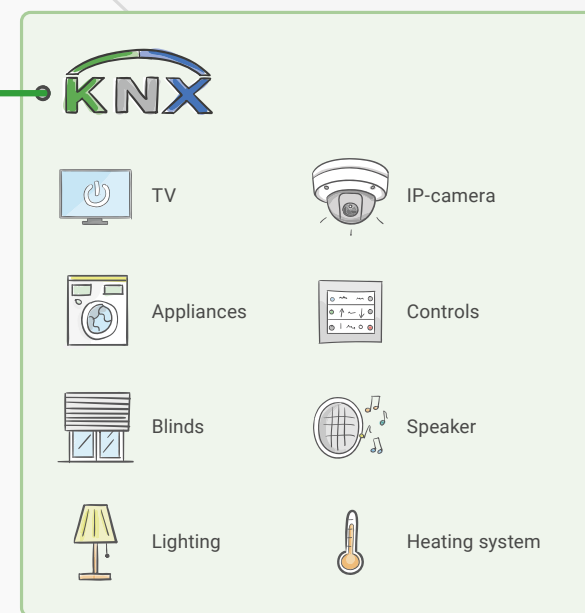 KNX
TV
IP-camera
Appliances
Controls
Blinds
Speaker
Lighting
Heating system